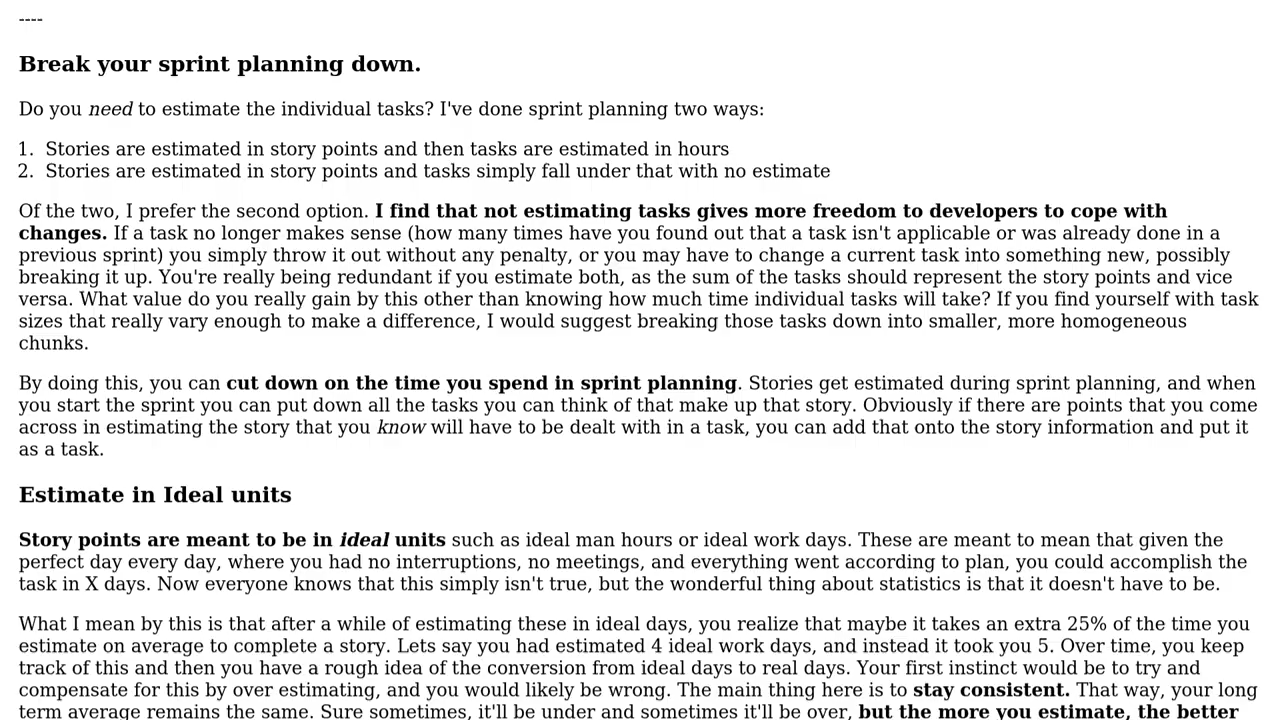 ----
Break your sprint planning down.
Do you need to estimate the individual tasks? I've done sprint planning two ways:
1. Stories are estimated in story points and then tasks are estimated in hours
2. Stories are estimated in story points and tasks simply fall under that with no estimate
Of the two, I prefer the second option. I find that not estimating tasks gives more freedom to developers to cope with
changes. If a task no longer makes sense (how many times have you found out that a task isn't applicable or was already done in a
previous sprint) you simply throw it out without any penalty, or you may have to change a current task into something new, possibly
breaking it up. You're really being redundant if you estimate both, as the sum of the tasks should represent the story points and vice
versa. What value do you really gain by this other than knowing how much time individual tasks will take? If you find yourself with task
sizes that really vary enough to make a difference, I would suggest breaking those tasks down into smaller, more homogeneous
chunks.
By doing this, you can cut down on the time you spend in sprint planning. Stories get estimated during sprint planning, and when
you start the sprint you can put down all the tasks you can think of that make up that story. Obviously if there are points that you come
across in estimating the story that you know will have to be dealt with in a task, you can add that onto the story information and put it
as a task.
Estimate in Ideal units
Story points are meant to be in ideal units such as ideal man hours or ideal work days. These are meant to mean that given the
perfect day every day, where you had no interruptions, no meetings, and everything went according to plan, you could accomplish the
task in X days. Now everyone knows that this simply isn't true, but the wonderful thing about statistics is that it doesn't have to be.
What I mean by this is that after a while of estimating these in ideal days, you realize that maybe it takes an extra 25% of the time you
estimate on average to complete a story. Lets say you had estimated 4 ideal work days, and instead it took you 5. Over time, you keep
track of this and then you have a rough idea of the conversion from ideal days to real days. Your first instinct would be to try and
compensate for this by over estimating, and you would likely be wrong. The main thing here is to stay consistent. That way, your long
term average remains the same. Sure sometimes, it'll be under and sometimes it'll be over, but the more you estimate, the better